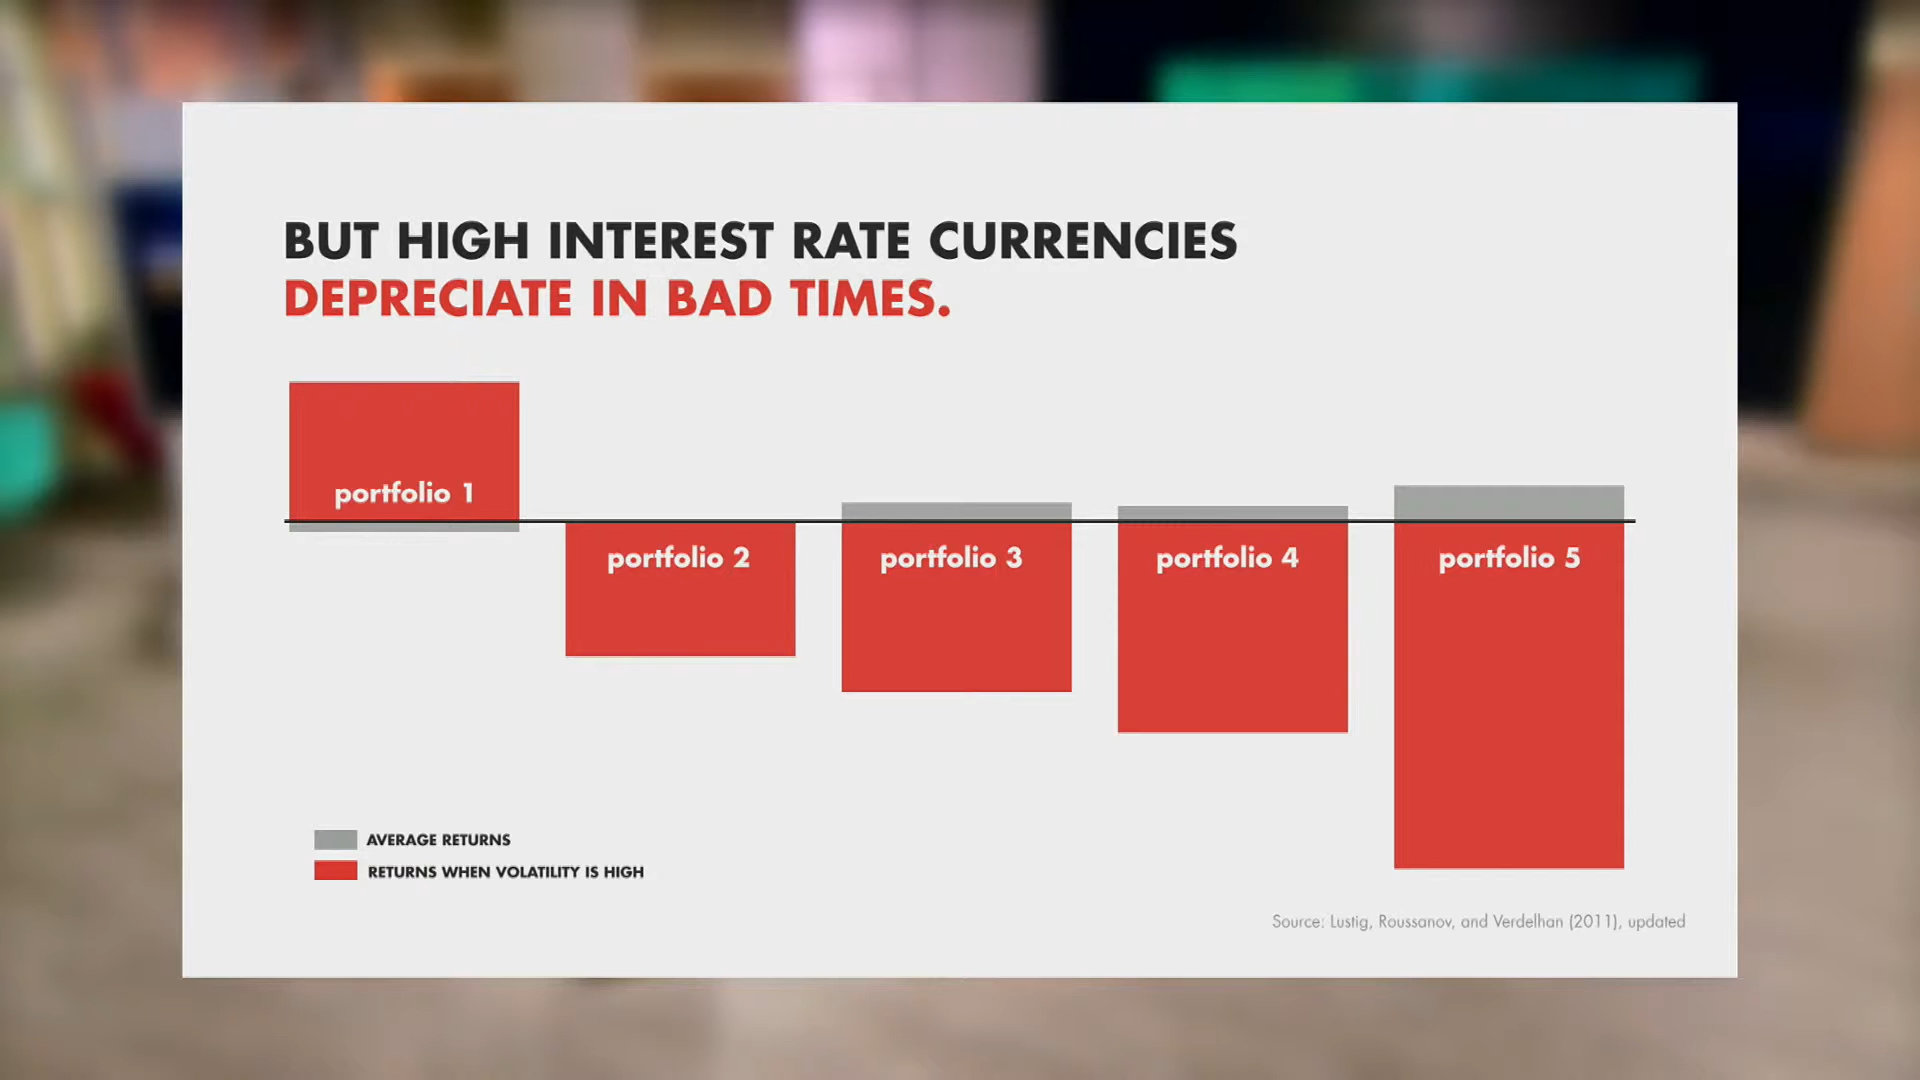 BUT HIGH INTEREST RATE CURRENCIES
DEPRECIATE IN BAD TIMES.
portfolio 1
portfolio 2
portfolio 3
portfolio 4
portfolio 5
AVERAGE RETURNS
RETURNS WHEN VOLATILITY IS HIGH
Source: Lustig, Roussanov, and Verdelhan (2011), updated